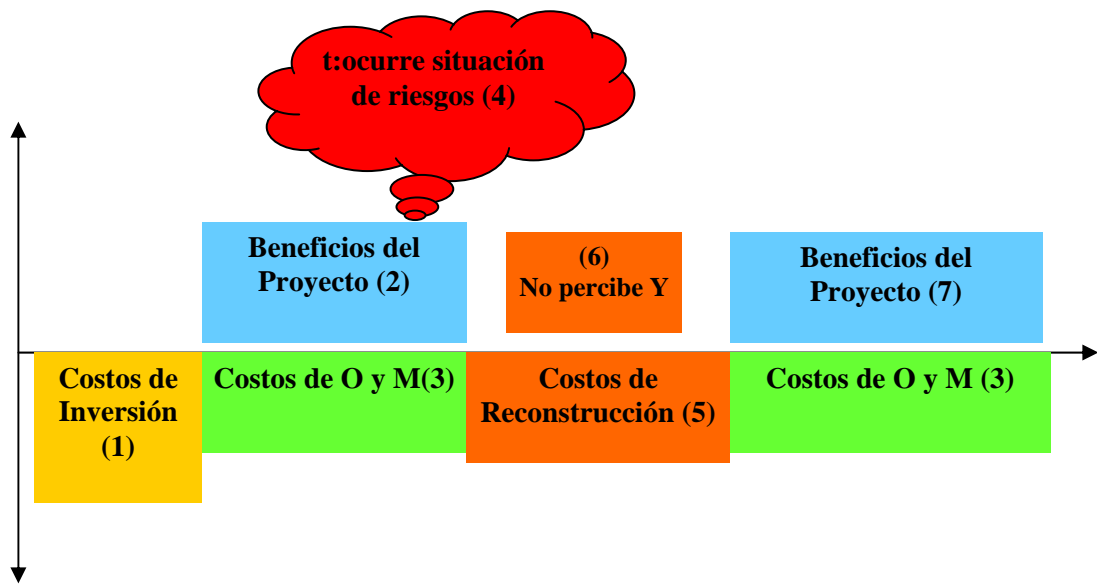 t:ocurre situación
de riesgos (4)
Beneficios del
Proyecto (2)
(6)
No percibe Y
Beneficios del
Proyecto (7)
Costos de
Inversión
(1)
Costos de O y M(3)
Costos de
Reconstrucción (5)
Costos de O y M (3)